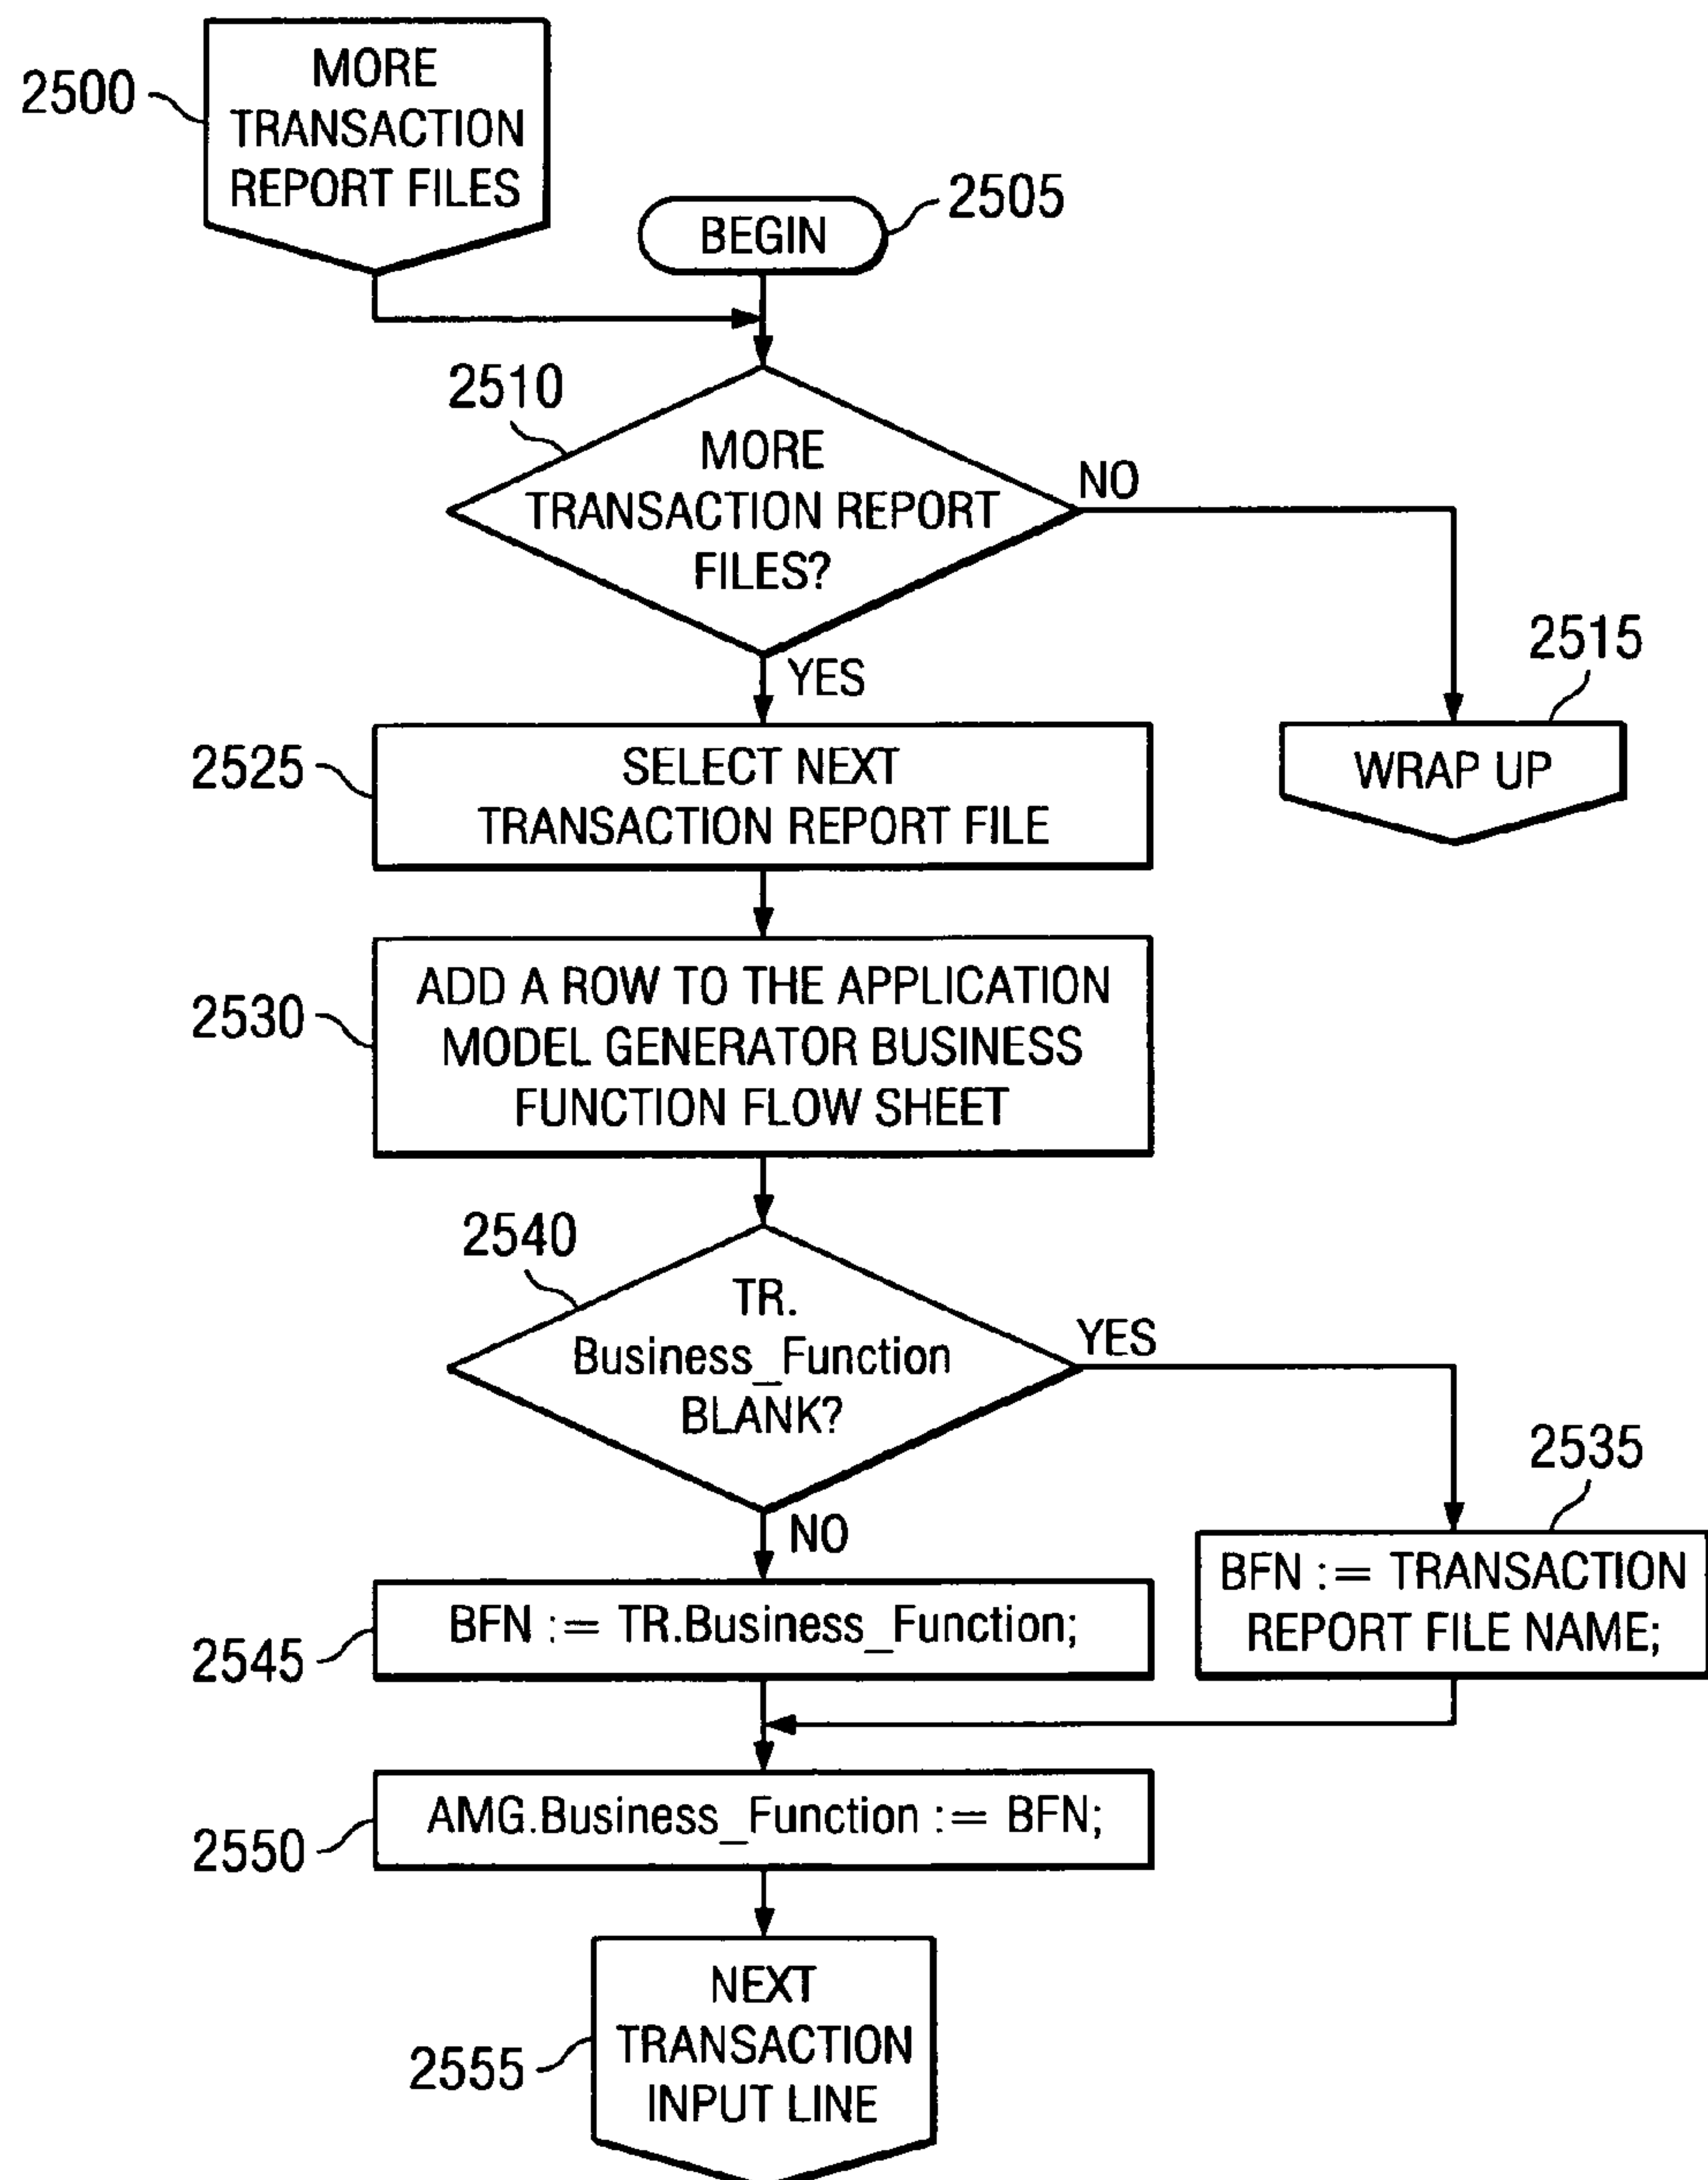 2500
MORE
TRANSACTION
REPORT FILES
BEGIN
2505
2510
MORE
TRANSACTION REPORT
FILES?
NO
YES
2515
WRAP UP
2525
SELECT NEXT
TRANSACTION REPORT FILE
2530
ADD A ROW TO THE APPLICATION
MODEL GENERATOR BUSINESS
FUNCTION FLOW SHEET
2540
TR.
Business_Function
BLANK?
YES
NO
2535
BFN := TRANSACTION
REPORT FILE NAME;
2545
BFN := TR.Business_Function;
2550
AMG.Business_Function := BFN;
2555
NEXT
TRANSACTION
INPUT LINE